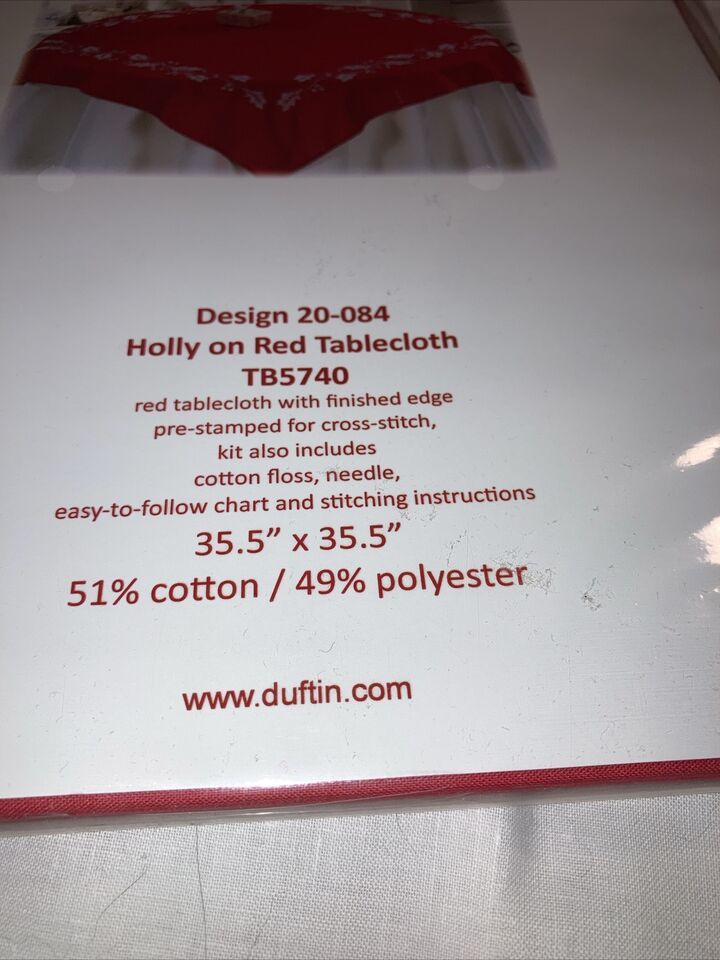 Design 20-084
Holly on Red Tablecloth
TB5740
red tablecloth with finished edge
pre-stamped for cross-stitch,
kit also includes
cotton floss, needle,
easy-to-follow chart and stitching instructions
35.5” x 35.5”
51% cotton / 49% polyester
www.duftin.com